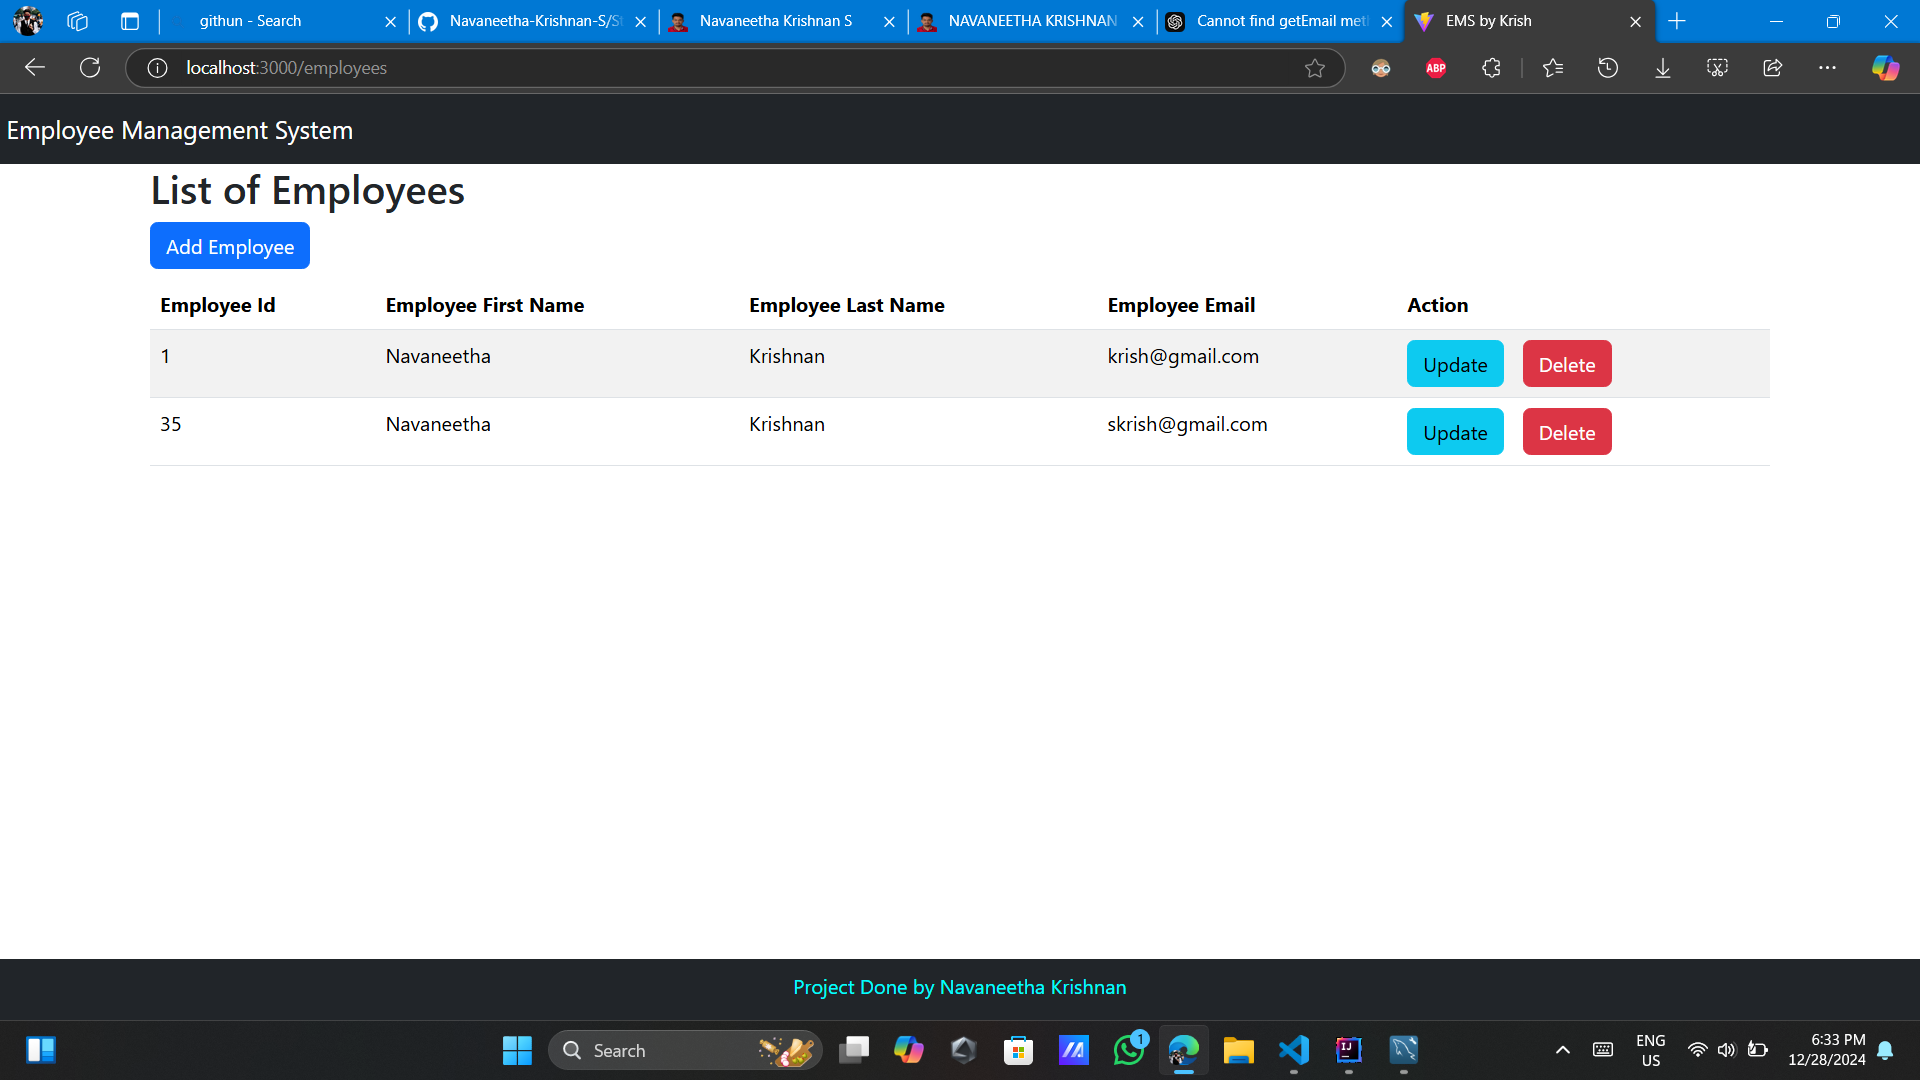 githun - Search
Navaneetha-Krishnan-S/St
Navaneetha Krishnan S
NAVANEETHA KRISHNAN
Cannot find getEmail met
EMS by Krish
localhost:3000/employees
ABP
Employee Management System
List of Employees
Add Employee
Employee Id Employee First Name Employee Last Name Employee Email Action
1 Navaneetha Krishnan krish@gmail.com Update Delete
35 Navaneetha Krishnan skrish@gmail.com Update Delete
Project Done by Navaneetha Krishnan
Search
1
IJ
ENG
US
6:33 PM
12/28/2024